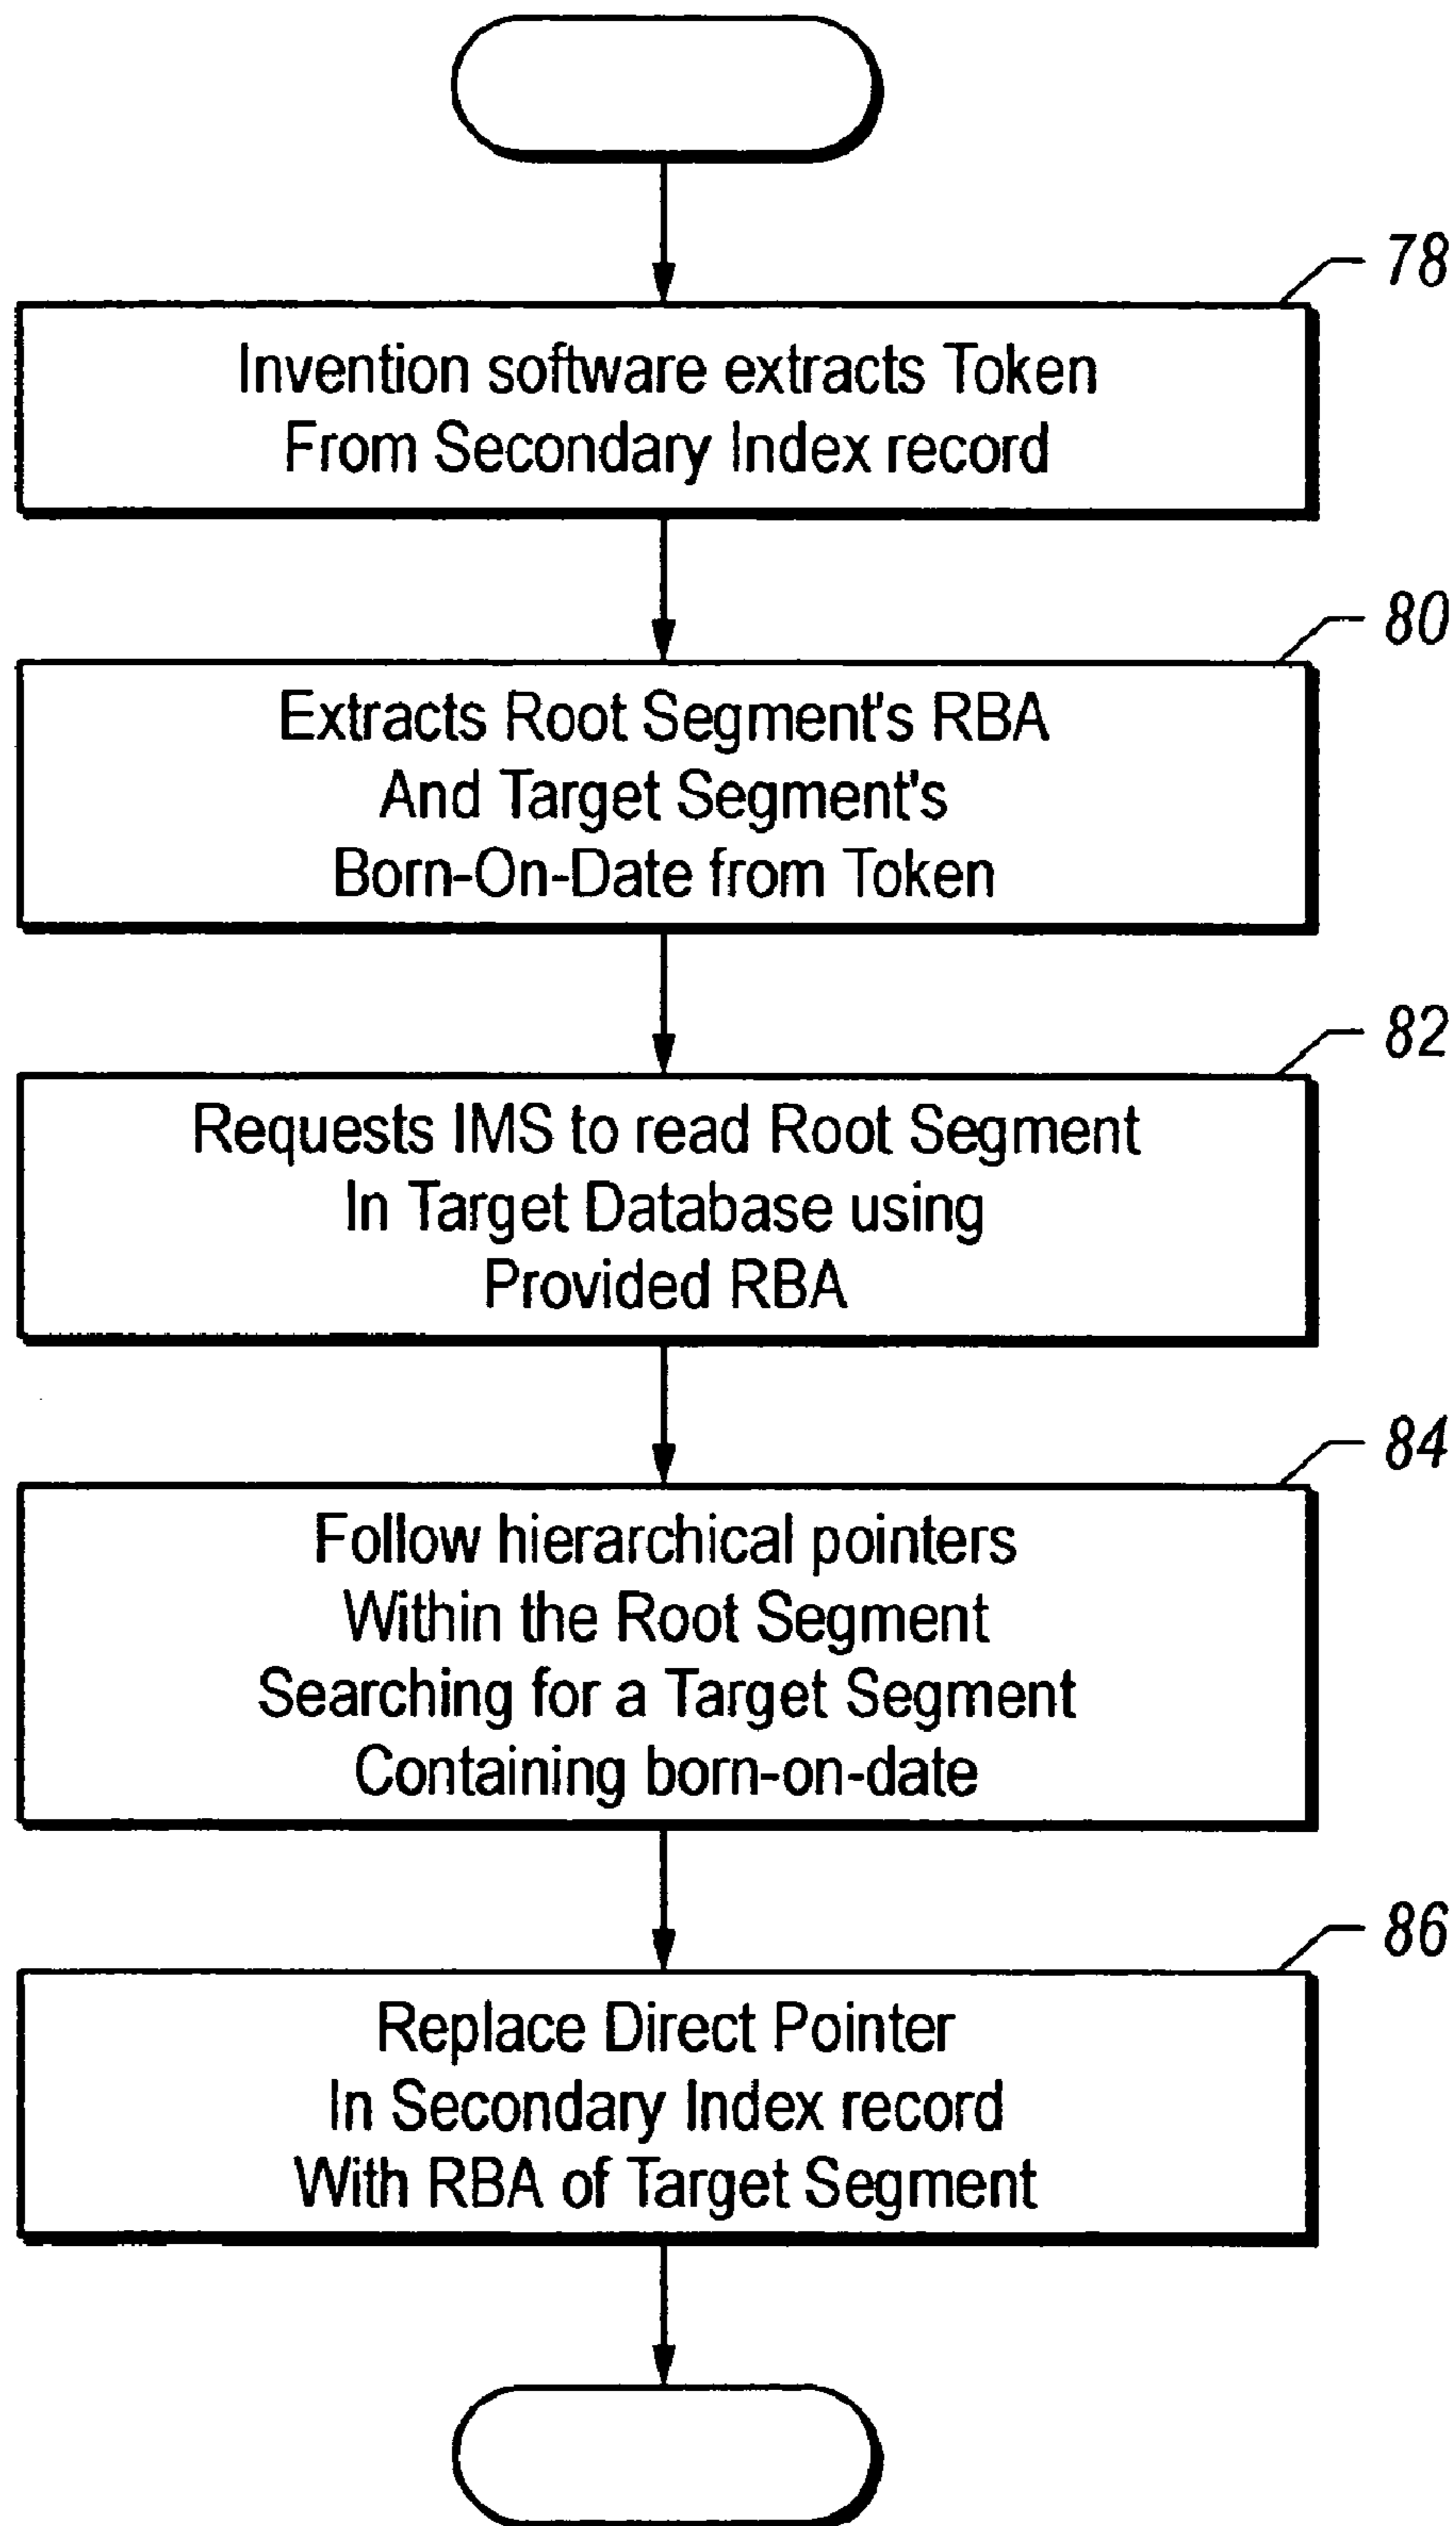 78
Invention software extracts Token
From Secondary Index record
80
Extracts Root Segment's RBA
And Target Segment's
Born-On-Date from Token
82
Requests IMS to read Root Segment
In Target Database using
Provided RBA
84
Follow hierarchical pointers
Within the Root Segment
Searching for a Target Segment
Containing born-on-date
86
Replace Direct Pointer
In Secondary Index record
With RBA of Target Segment